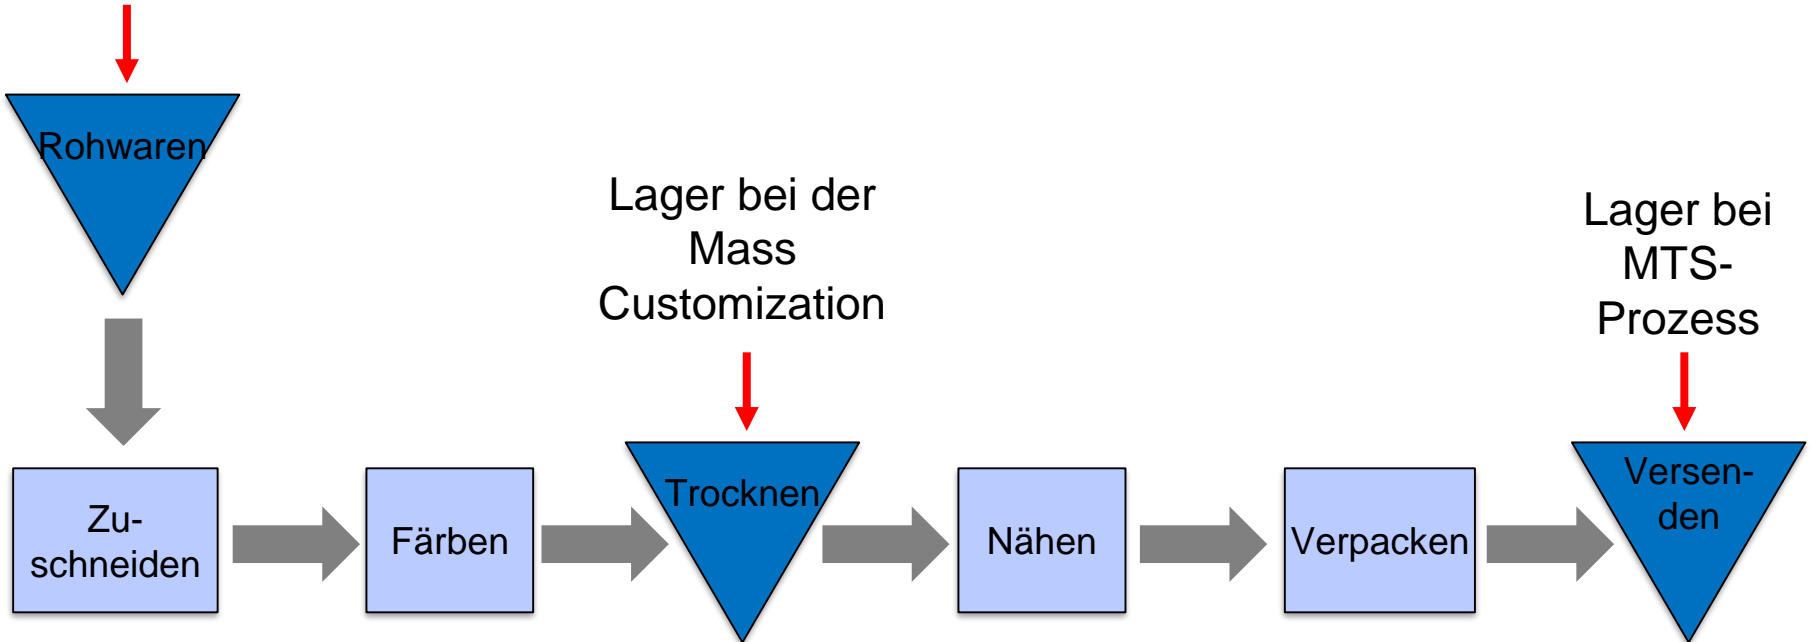 Rohwaren
Lager bei der
Mass
Customization
Lager bei
MTS-
Prozess
Zu-
schneiden
Färben
Trocknen
Nähen
Verpacken
Versen-
den